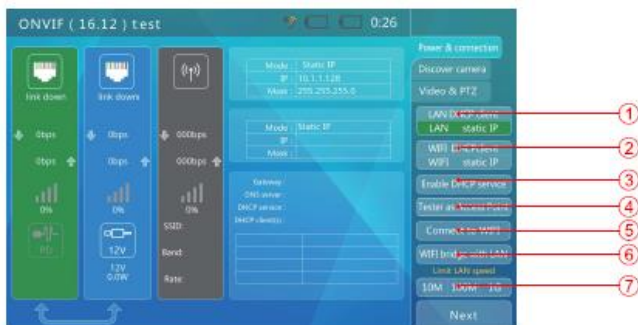 ONVIF ( 16.12 ) test
0:26
Power & connection
Discover camera
Video & PTZ
link down
link down
Mode : Static IP
IP : 10.1.1.128
Mask : 255.255.255.0
0bps
0bps
000bps
0bps
0bps
000bps
Mode : Static IP
IP :
Mask :
0%
0%
0%
PD
12V
12V
0.0W
SSID:
Band:
Rate:
Gateway :
DNS server :
DHCP service :
DHCP client(s) :
LAN DHCP client
LAN static IP
WIFI DHCP client
WIFI static IP
Enable DHCP service
Tester as Access Point
Connect to WIFI
WIFI bridge with LAN
Limit LAN speed
10M 100M 1G
Next
1
2
3
4
5
6
7